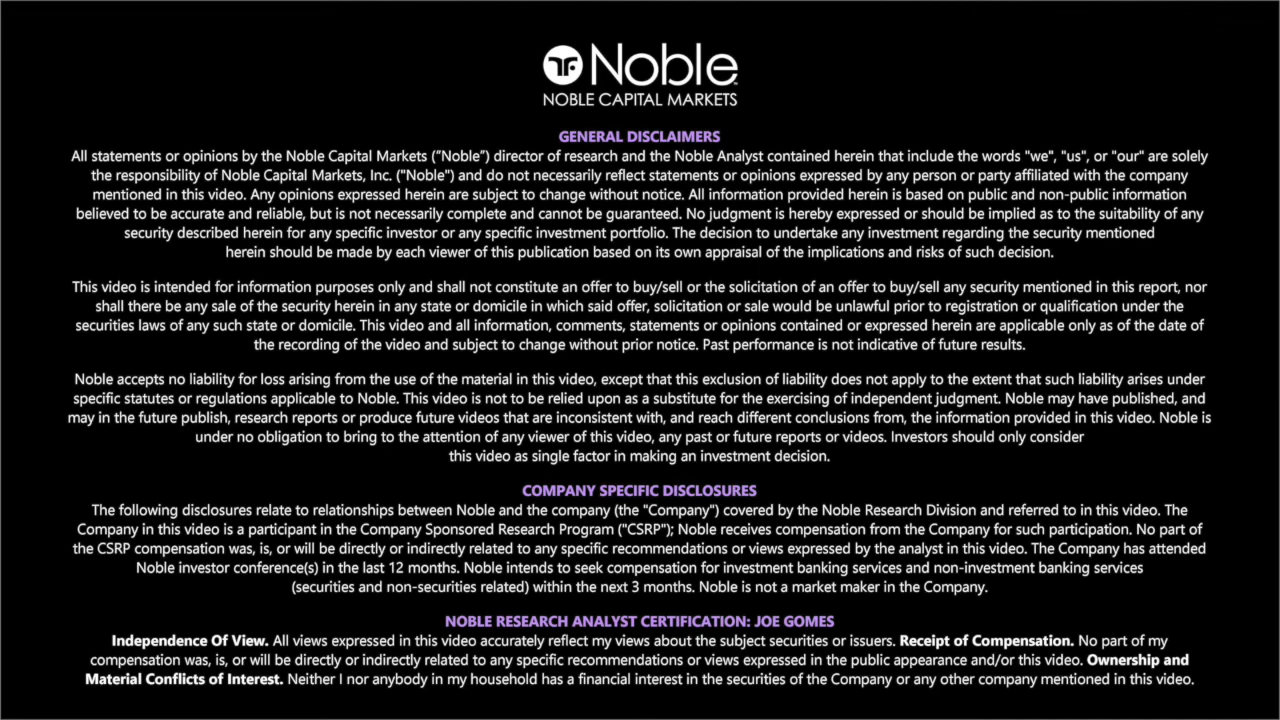 Noble
NOBLE CAPITAL MARKETS
GENERAL DISCLAIMERS
All statements or opinions by the Noble Capital Markets ("Noble") director of research and the Noble Analyst contained herein that include the words "we", "us", or "our" are solely
the responsibility of Noble Capital Markets, Inc. ("Noble") and do not necessarily reflect statements or opinions expressed by any person or party affiliated with the company
mentioned in this video. Any opinions expressed herein are subject to change without notice. All information provided herein is based on public and non-public information
believed to be accurate and reliable, but is not necessarily complete and cannot be guaranteed. No judgment is hereby expressed or should be implied as to the suitability of any
security described herein for any specific investor or any specific investment portfolio. The decision to undertake any investment regarding the security mentioned
herein should be made by each viewer of this publication based on its own appraisal of the implications and risks of such decision.
This video is intended for information purposes only and shall not constitute an offer to buy/sell or the solicitation of an offer to buy/sell any security mentioned in this report, nor
shall there be any sale of the security herein in any state or domicile in which said offer, solicitation or sale would be unlawful prior to registration or qualification under the
securities laws of any such state or domicile. This video and all information, comments, statements or opinions contained or expressed herein are applicable only as of the date of
the recording of the video and subject to change without prior notice. Past performance is not indicative of future results.
Noble accepts no liability for loss arising from the use of the material in this video, except that this exclusion of liability does not apply to the extent that such liability arises under
specific statutes or regulations applicable to Noble. This video is not to be relied upon as a substitute for the exercising of independent judgment. Noble may have published, and
may in the future publish, research reports or produce future videos that are inconsistent with, and reach different conclusions from, the information provided in this video. Noble is
under no obligation to bring to the attention of any viewer of this video, any past or future reports or videos. Investors should only consider
this video as single factor in making an investment decision.
COMPANY SPECIFIC DISCLOSURES
The following disclosures relate to relationships between Noble and the company (the "Company") covered by the Noble Research Division and referred to in this video. The
Company in this video is a participant in the Company Sponsored Research Program ("CSRP"); Noble receives compensation from the Company for such participation. No part of
the CSRP compensation was, is, or will be directly or indirectly related to any specific recommendations or views expressed by the analyst in this video. The Company has attended
Noble investor conference(s) in the last 12 months. Noble intends to seek compensation for investment banking services and non-investment banking services
(securities and non-securities related) within the next 3 months. Noble is not a market maker in the Company.
NOBLE RESEARCH ANALYST CERTIFICATION: JOE GOMES
Independence Of View. All views expressed in this video accurately reflect my views about the subject securities or issuers. Receipt of Compensation. No part of my
compensation was, is, or will be directly or indirectly related to any specific recommendations or views expressed in the public appearance and/or this video. Ownership and
Material Conflicts of Interest. Neither I nor anybody in my household has a financial interest in the securities of the Company or any other company mentioned in this video.